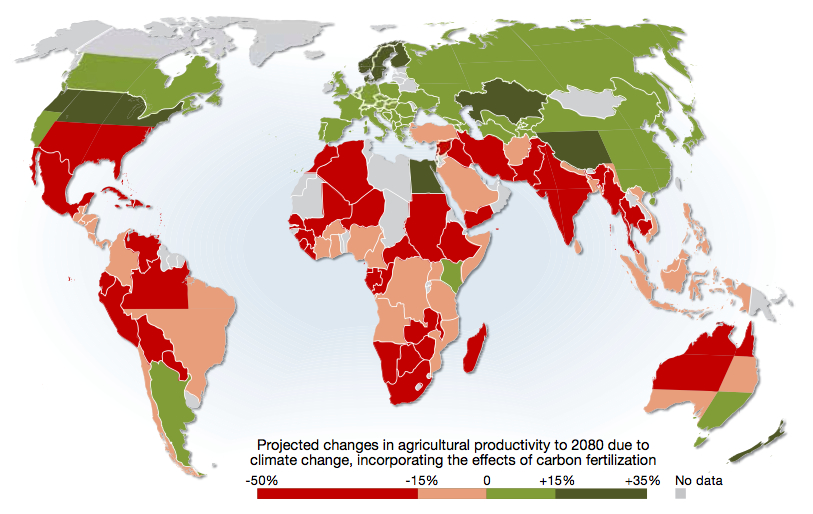 Projected changes in agricultural productivity to 2080 due to
climate change, incorporating the effects of carbon fertilization
-50% -15% 0 +15% +35% No data